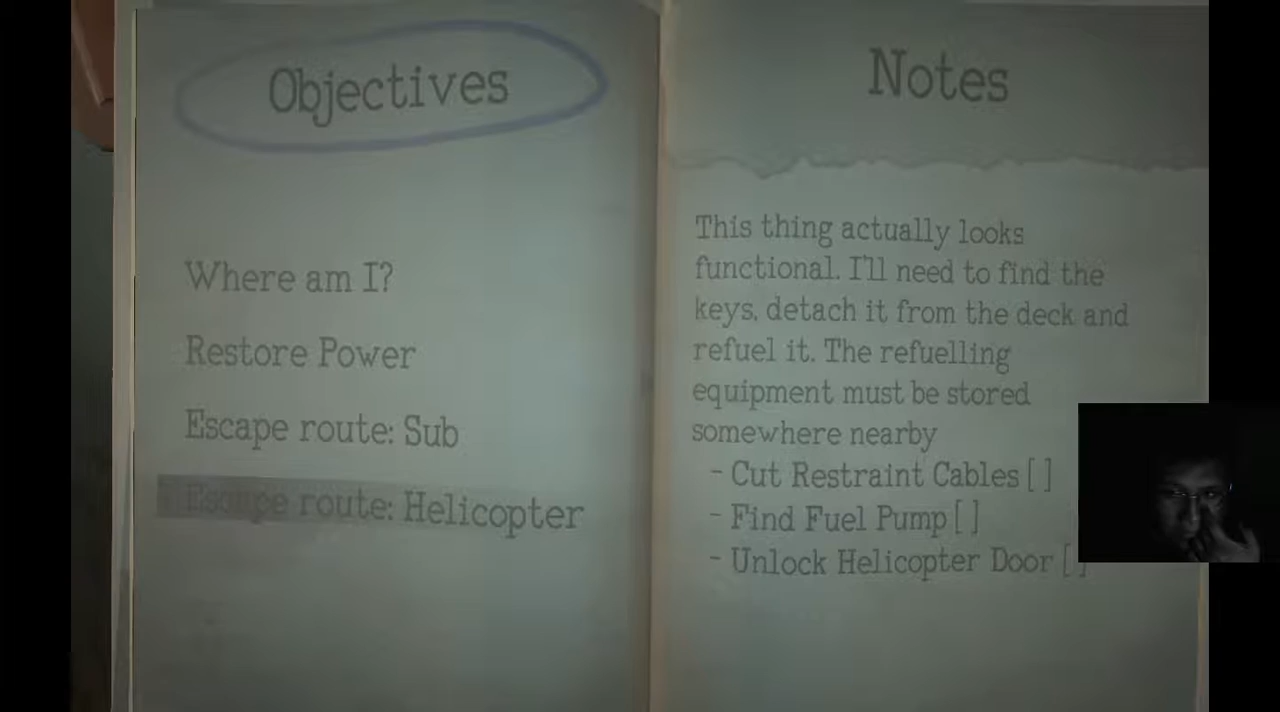 Objectives
Where am I?
Restore Power
Escape route: Sub
Escape route: Helicopter
Notes
This thing actually looks
functional. I'll need to find the
keys, detach it from the deck and
refuel it. The refuelling
equipment must be stored
somewhere nearby
- Cut Restraint Cables [ ]
- Find Fuel Pump [ ]
- Unlock Helicopter Door [ ]